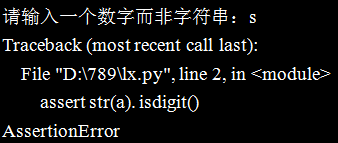 请输入一个数字而非字符串：s
Traceback (most recent call last):
File "D:\789\lx.py", line 2, in <module>
assert str(a). isdigit()
AssertionError